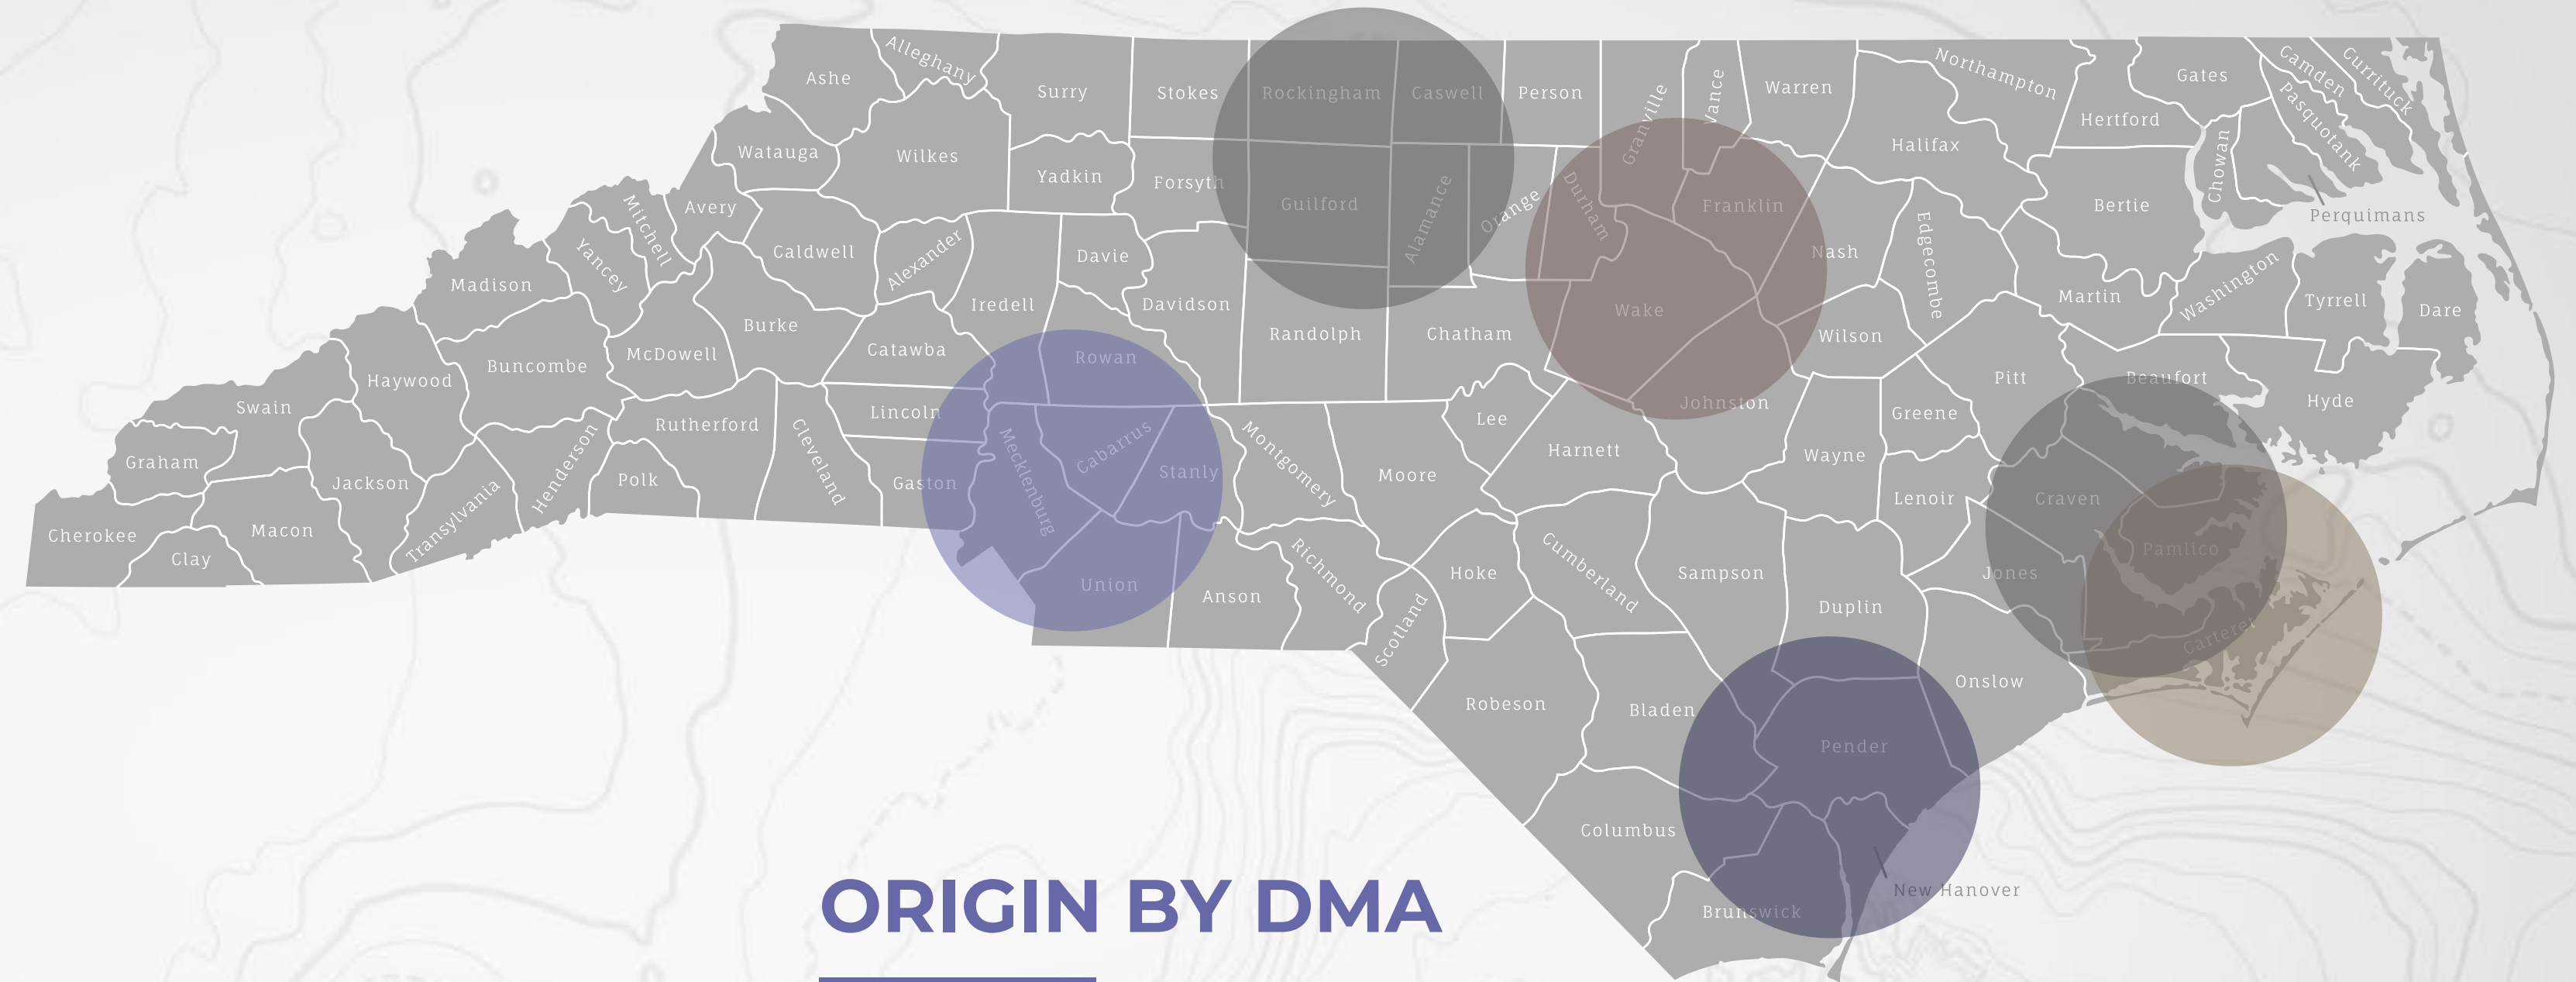 Ashe
Alleghany
Surry
Stokes
Rockingham
Caswell
Person
Granville
Vance
Warren
Northampton
Gates
Camden
Currituck
Pasquotank
Hertford
Halifax
Chowan
Perquimans
Bertie
Watauga
Wilkes
Yadkin
Forsyth
Guilford
Alamance
Orange
Durham
Franklin
Nash
Edgecombe
Martin
Washington
Tyrrell
Dare
Mitchell
Avery
Yancey
Madison
Caldwell
Alexander
Iredell
Davie
Davidson
Randolph
Chatham
Wake
Wilson
Pitt
Beaufort
Hyde
Burke
McDowell
Buncombe
Haywood
Swain
Catawba
Rowan
Lincoln
Cabarrus
Stanly
Mecklenburg
Gaston
Cleveland
Rutherford
Polk
Henderson
Transylvania
Jackson
Graham
Cherokee
Clay
Macon
Montgomery
Moore
Lee
Harnett
Johnston
Wayne
Greene
Lenoir
Craven
Pamlico
Jones
Carteret
Union
Anson
Richmond
Scotland
Hoke
Cumberland
Sampson
Duplin
Onslow
Robeson
Bladen
Pender
Columbus
Brunswick
New Hanover
ORIGIN BY DMA